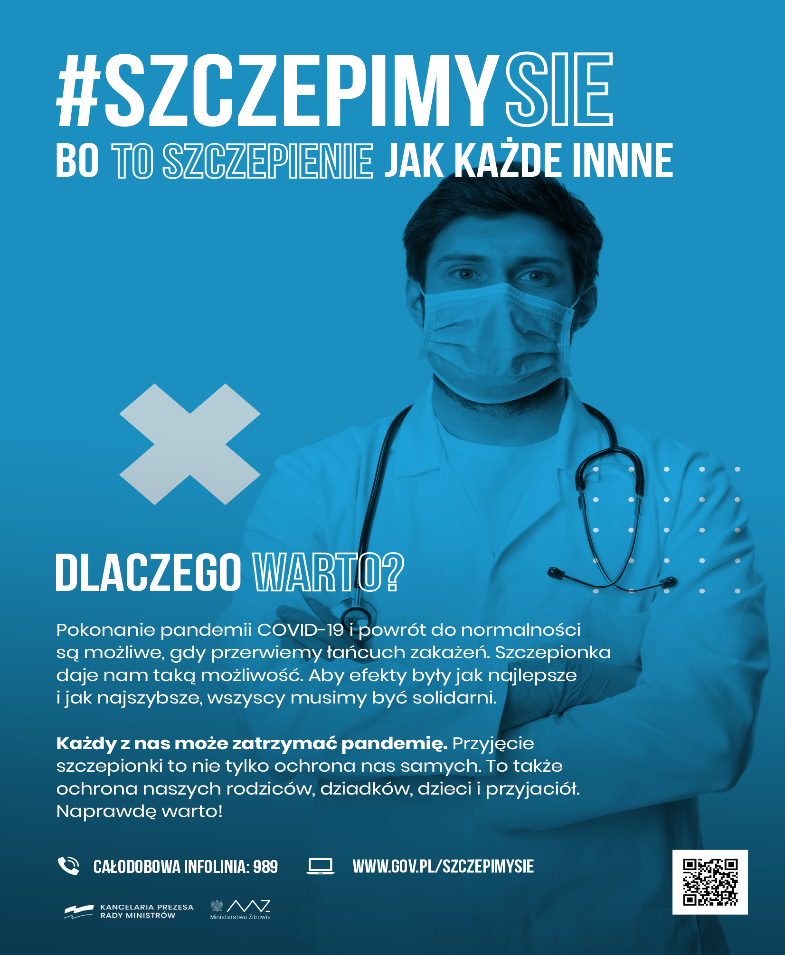 #SZCZEPIMYSIE
BO TO SZCZEPIENIE JAK KAŻDE INNNE
DLACZEGO WARTO?
Pokonanie pandemii COVID-19 i powrót do normalności
są możliwe, gdy przerwiemy łańcuch zakażeń. Szczepionka
daje nam taką możliwość. Aby efekty były jak najlepsze
i jak najszybsze, wszyscy musimy być solidarni.
Każdy z nas może zatrzymać pandemię. Przyjęcie
szczepionki to nie tylko ochrona nas samych. To także
ochrona naszych rodziców, dziadków, dzieci i przyjaciół.
Naprawdę warto!
CAŁODOBOWA INFOLINIA: 989 WWW.GOV.PL/SZCZEPIMYSIE
KANCELARIA PREZESA
RADY MINISTRÓW
MZ
Ministerstwo Zdrowia